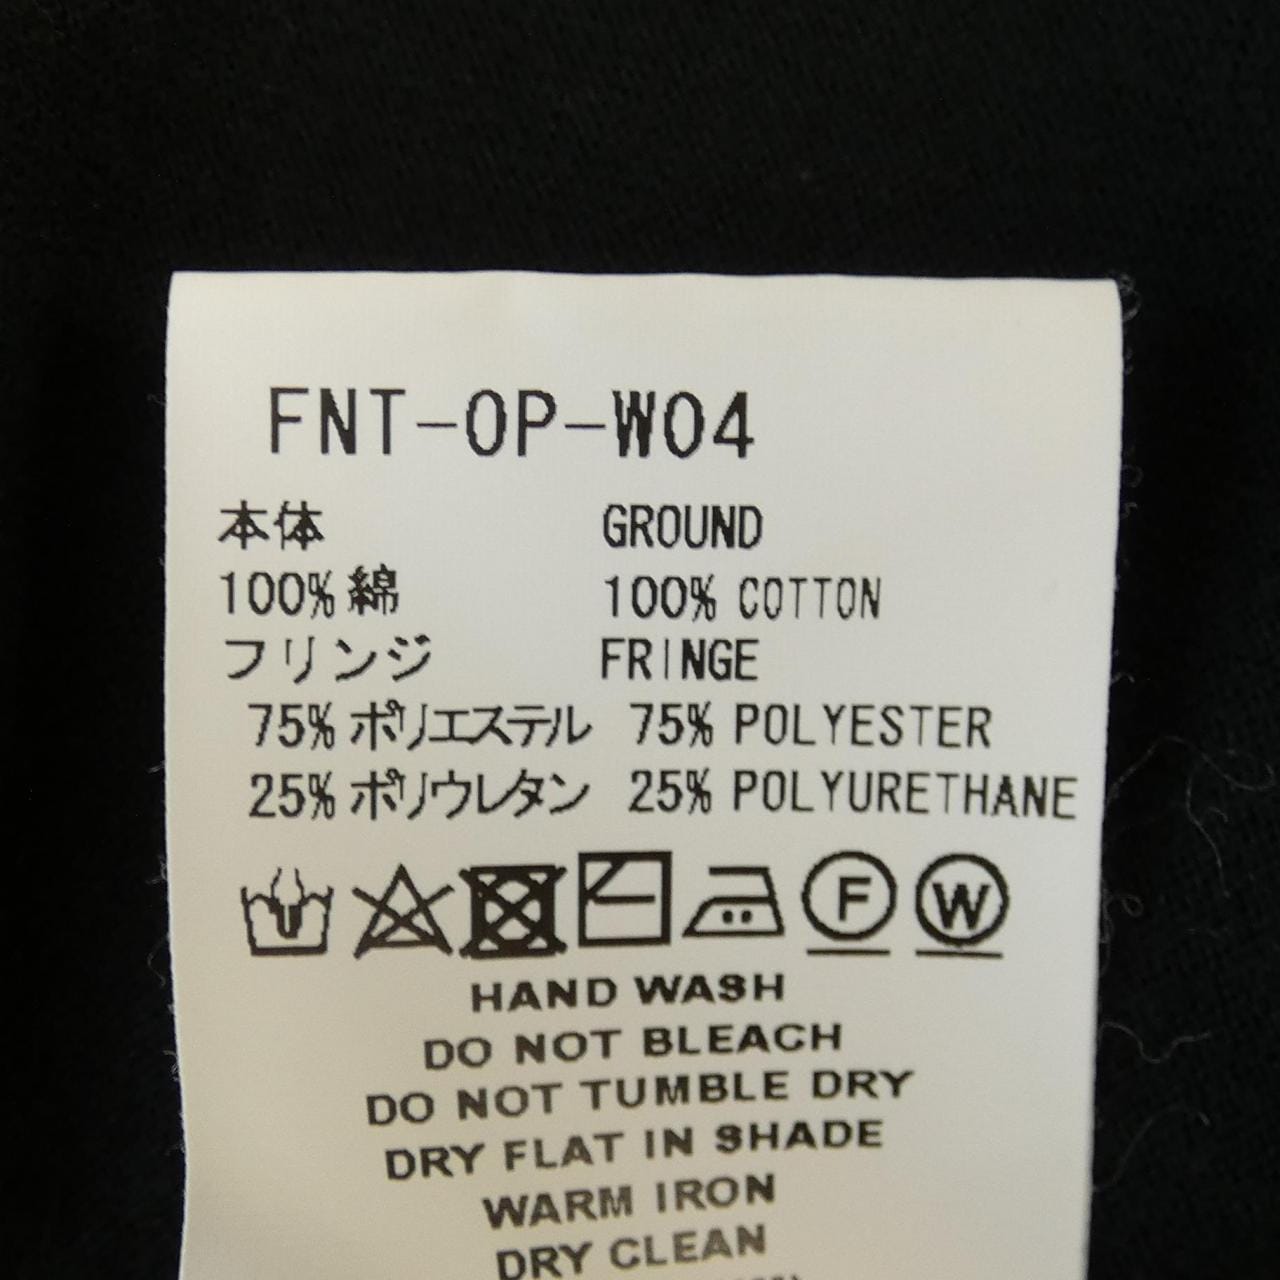 FNT-OP-W04
本体 GROUND
100%綿 100% COTTON
フリンジ FRINGE
75%ポリエステル 75% POLYESTER
25%ポリウレタン 25% POLYURETHANE
F W
HAND WASH
DO NOT BLEACH
DO NOT TUMBLE DRY
DRY FLAT IN SHADE
WARM IRON
DRY CLEAN